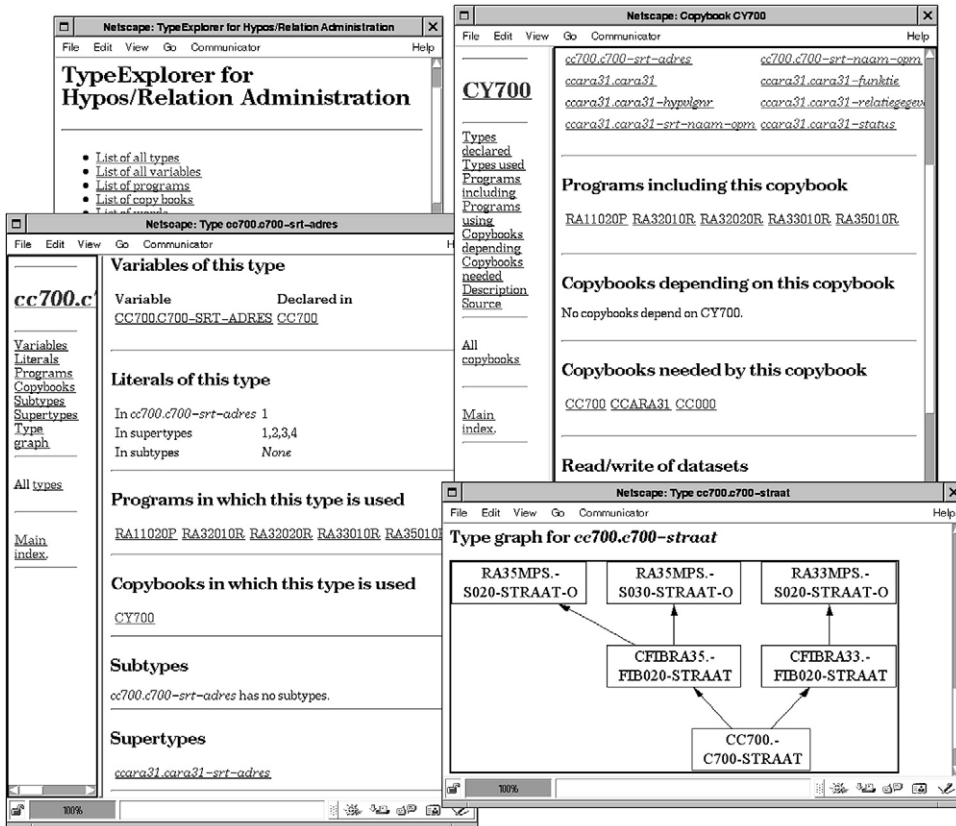 Netscape: TypeExplorer for Hypos/Relation Administration
File Edit View Go Communicator Help
TypeExplorer for
Hypos/Relation Administration
List of all types
List of all variables
List of programs
List of copy books
List of words
Netscape: Copybook CY700
File Edit View Go Communicator Help
CY700
Types
declared
Types used
Programs
including
Programs
using
Copybooks
depending
Copybooks
needed
Description
Source
All
copybooks
Main
index.
cc700.c700-srt-adres cc700.c700-srt-naam-opm
ccara31.cara31 ccara31.cara31-funktie
ccara31.cara31-hypvlgnr ccara31.cara31-relatiegegev
ccara31.cara31-srt-naam-opm ccara31.cara31-status
Programs including this copybook
RA11020P RA32010R RA32020R RA33010R RA35010R
Copybooks depending on this copybook
No copybooks depend on CY700.
Copybooks needed by this copybook
CC700 CCARA31 CC000
Read/write of datasets
Netscape: Type cc700.c700-srt-adres
File Edit View Go Communicator H
cc700.c'
Variables
Literals
Programs
Copybooks
Subtypes
Supertypes
Type
graph
All types
Main
index.
Variables of this type
Variable Declared in
CC700.C700-SRT-ADRES CC700
Literals of this type
In cc700.c700-srt-adres 1
In supertypes 1,2,3,4
In subtypes None
Programs in which this type is used
RA11020P RA32010R RA32020R RA33010R RA35010R
Copybooks in which this type is used
CY700
Subtypes
cc700.c700-srt-adres has no subtypes.
Supertypes
ccara31.cara31-srt-adres
100%
Netscape: Type cc700.c700-straat
File Edit View Go Communicator Help
Type graph for cc700.c700-straat
RA35MPS.-
S020-STRAAT-O
RA35MPS.-
S030-STRAAT-O
RA33MPS.-
S020-STRAAT-O
CFIBRA35.-
FIB020-STRAAT
CFIBRA33.-
FIB020-STRAAT
CC700.-
C700-STRAAT
100%